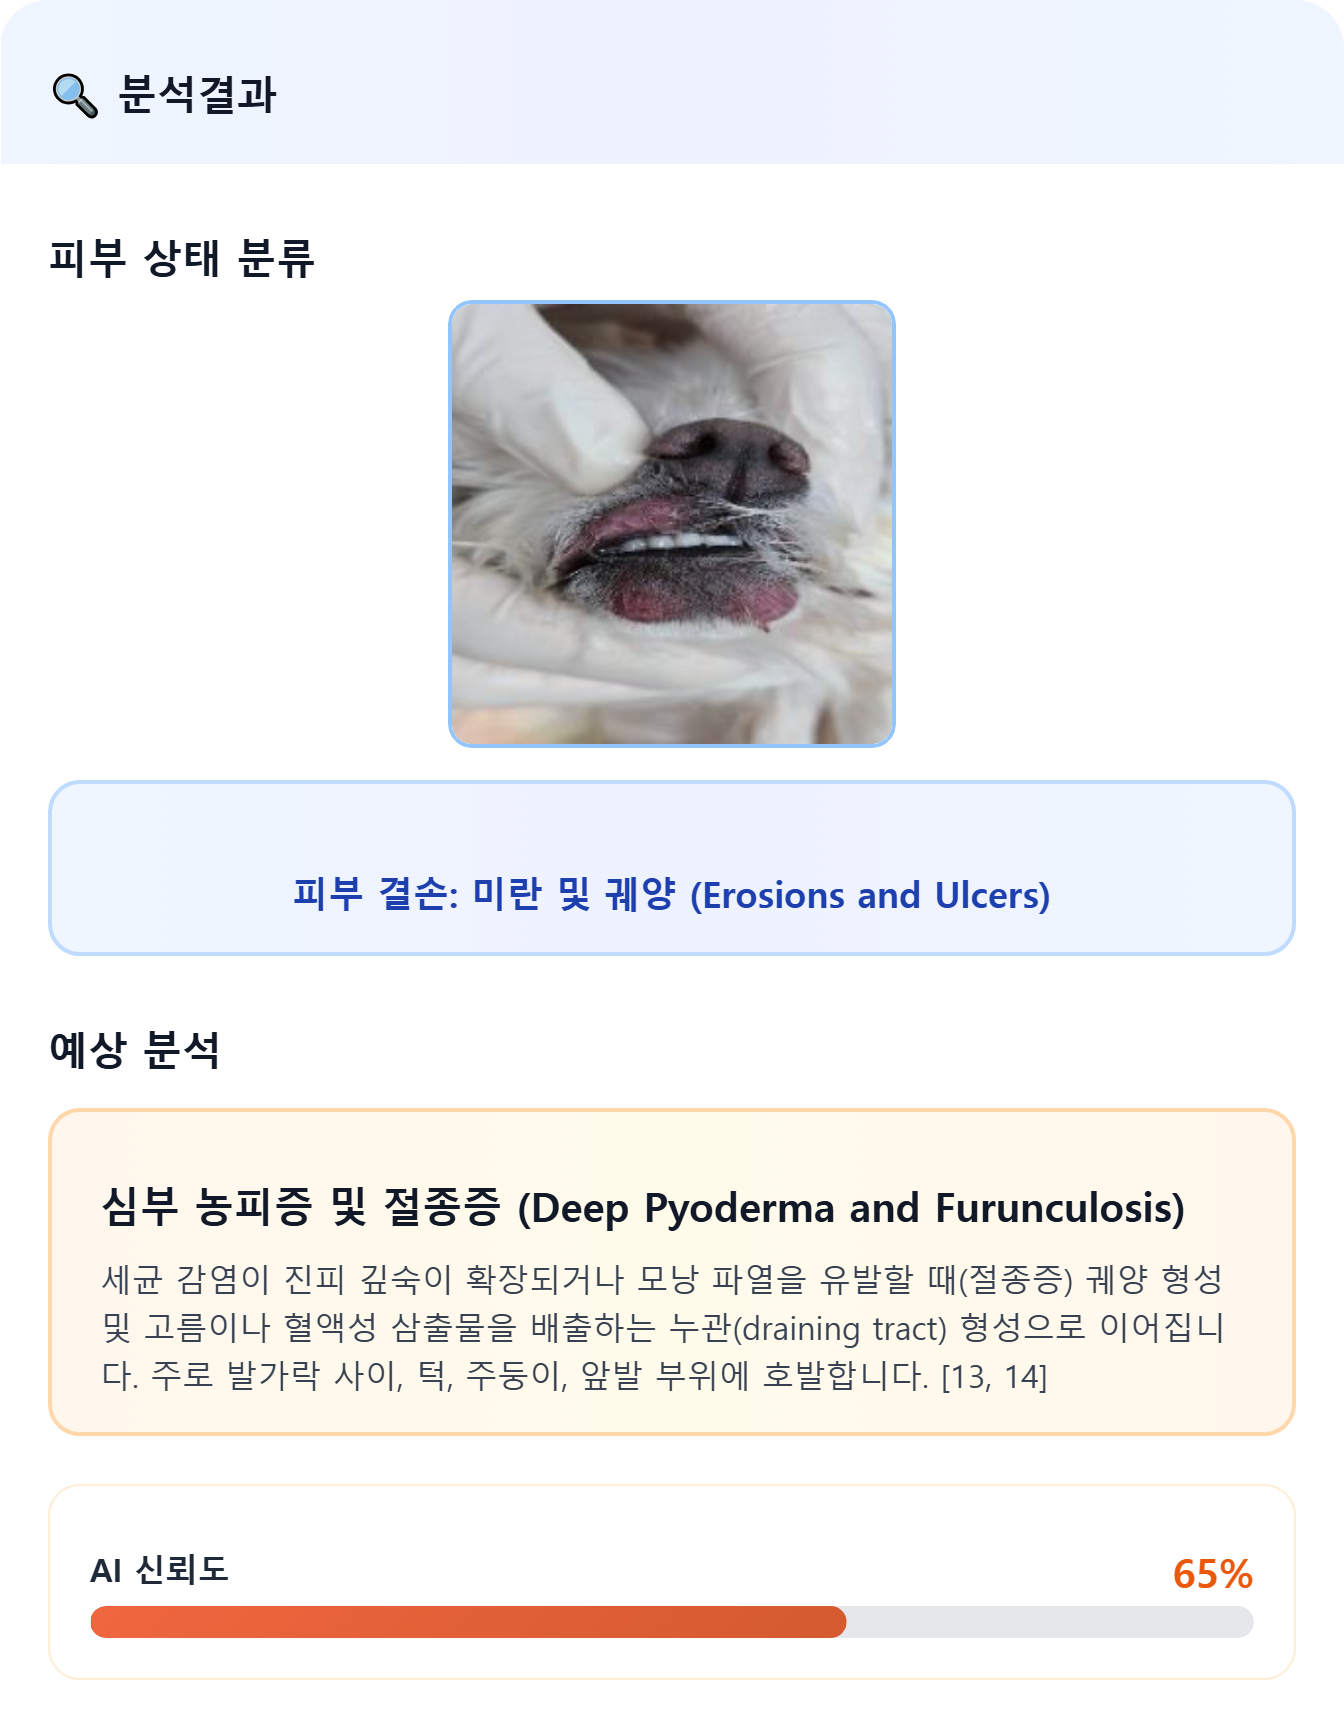 분석결과
피부 상태 분류
피부 결손: 미란 및 궤양 (Erosions and Ulcers)
예상 분석
심부 농피증 및 절종증 (Deep Pyoderma and Furunculosis)
세균 감염이 진피 깊숙이 확장되거나 모낭 파열을 유발할 때(절종증) 궤양 형성
및 고름이나 혈액성 삼출물을 배출하는 누관(draining tract) 형성으로 이어집니
다. 주로 발가락 사이, 턱, 주둥이, 앞발 부위에 호발합니다. [13, 14]
AI 신뢰도
65%